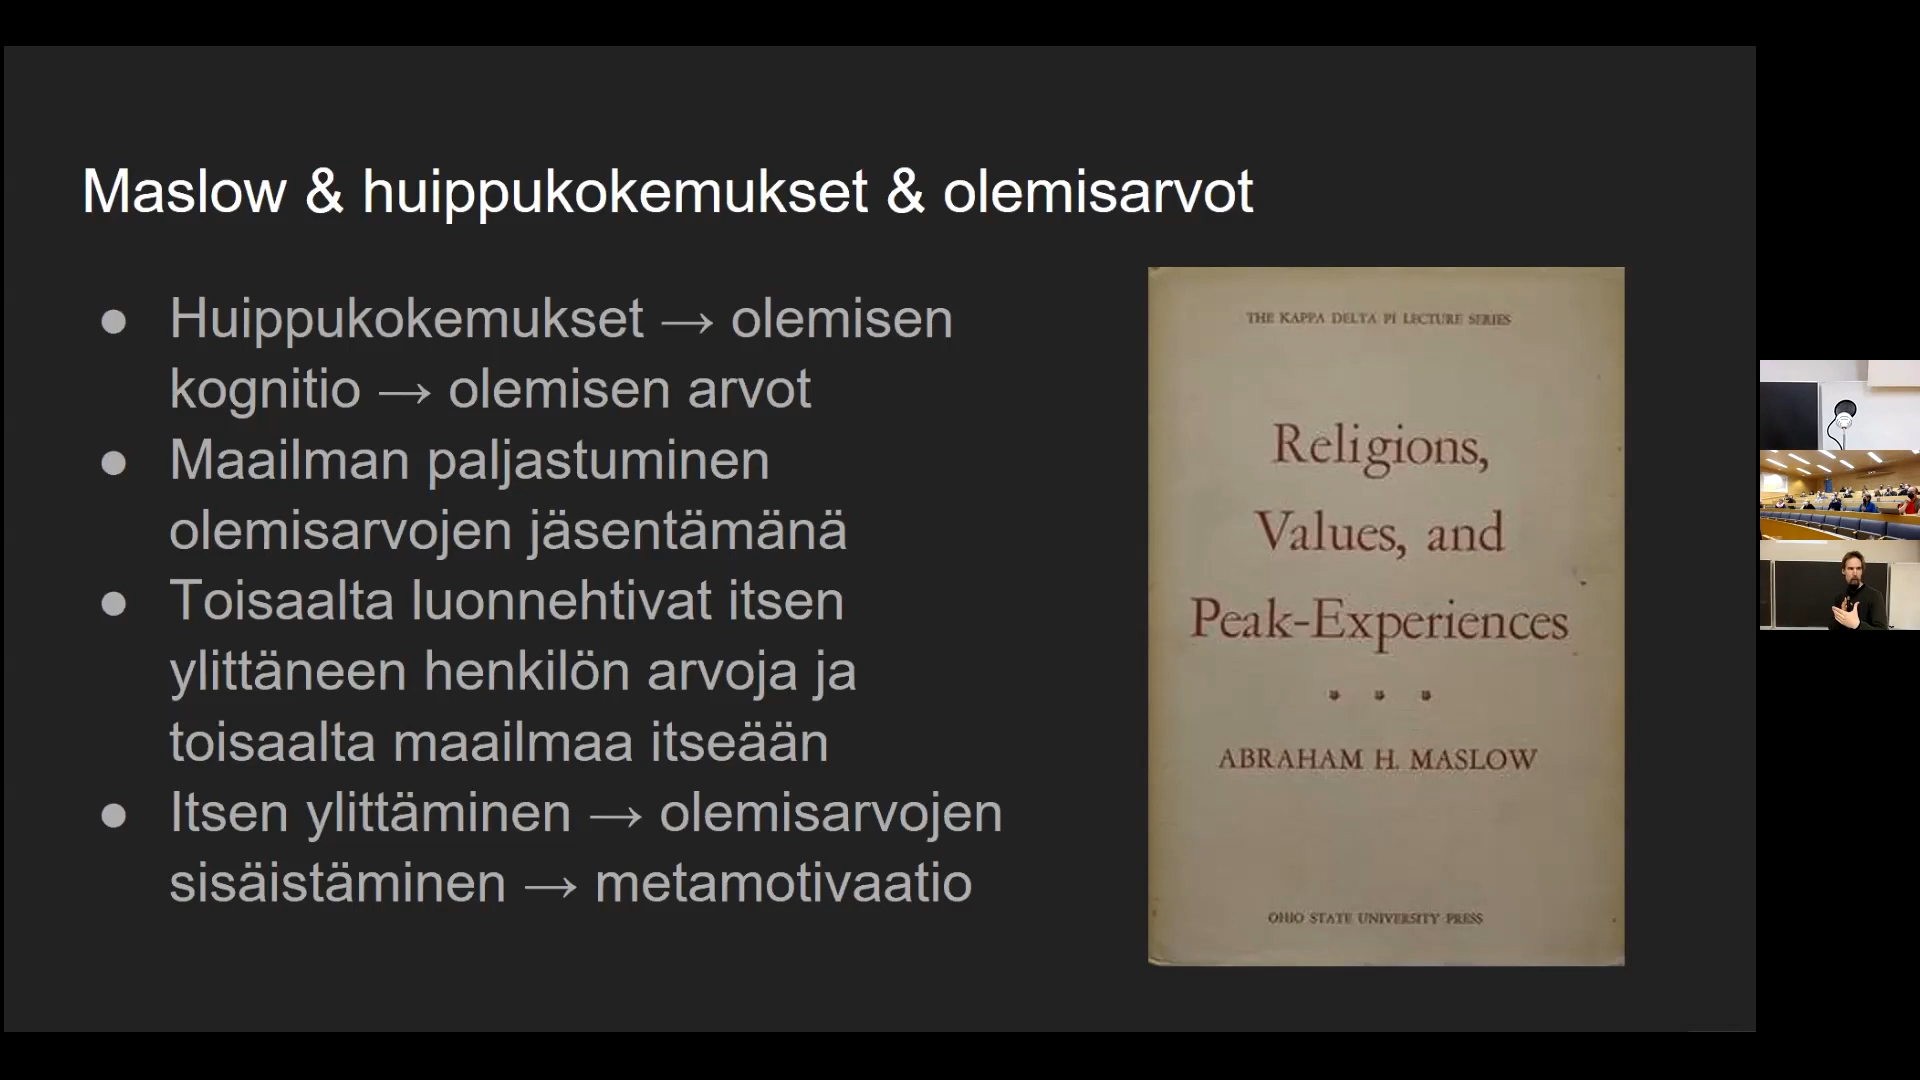 Maslow & huippukokemukset & olemisarvot
● Huippukokemukset → olemisen
kognitio → olemisen arvot
● Maailman paljastuminen
olemisarvojen jäsentämänä
● Toisaalta luonnehtivat itsen
ylittäneen henkilön arvoja ja
toisaalta maailmaa itseään
● Itsen ylittäminen → olemisarvojen
sisäistäminen → metamotivaatio
THE KAPPA DELTA PI LECTURE SERIES
Religions,
Values, and
Peak-Experiences
ABRAHAM H. MASLOW
OHIO STATE UNIVERSITY PRESS